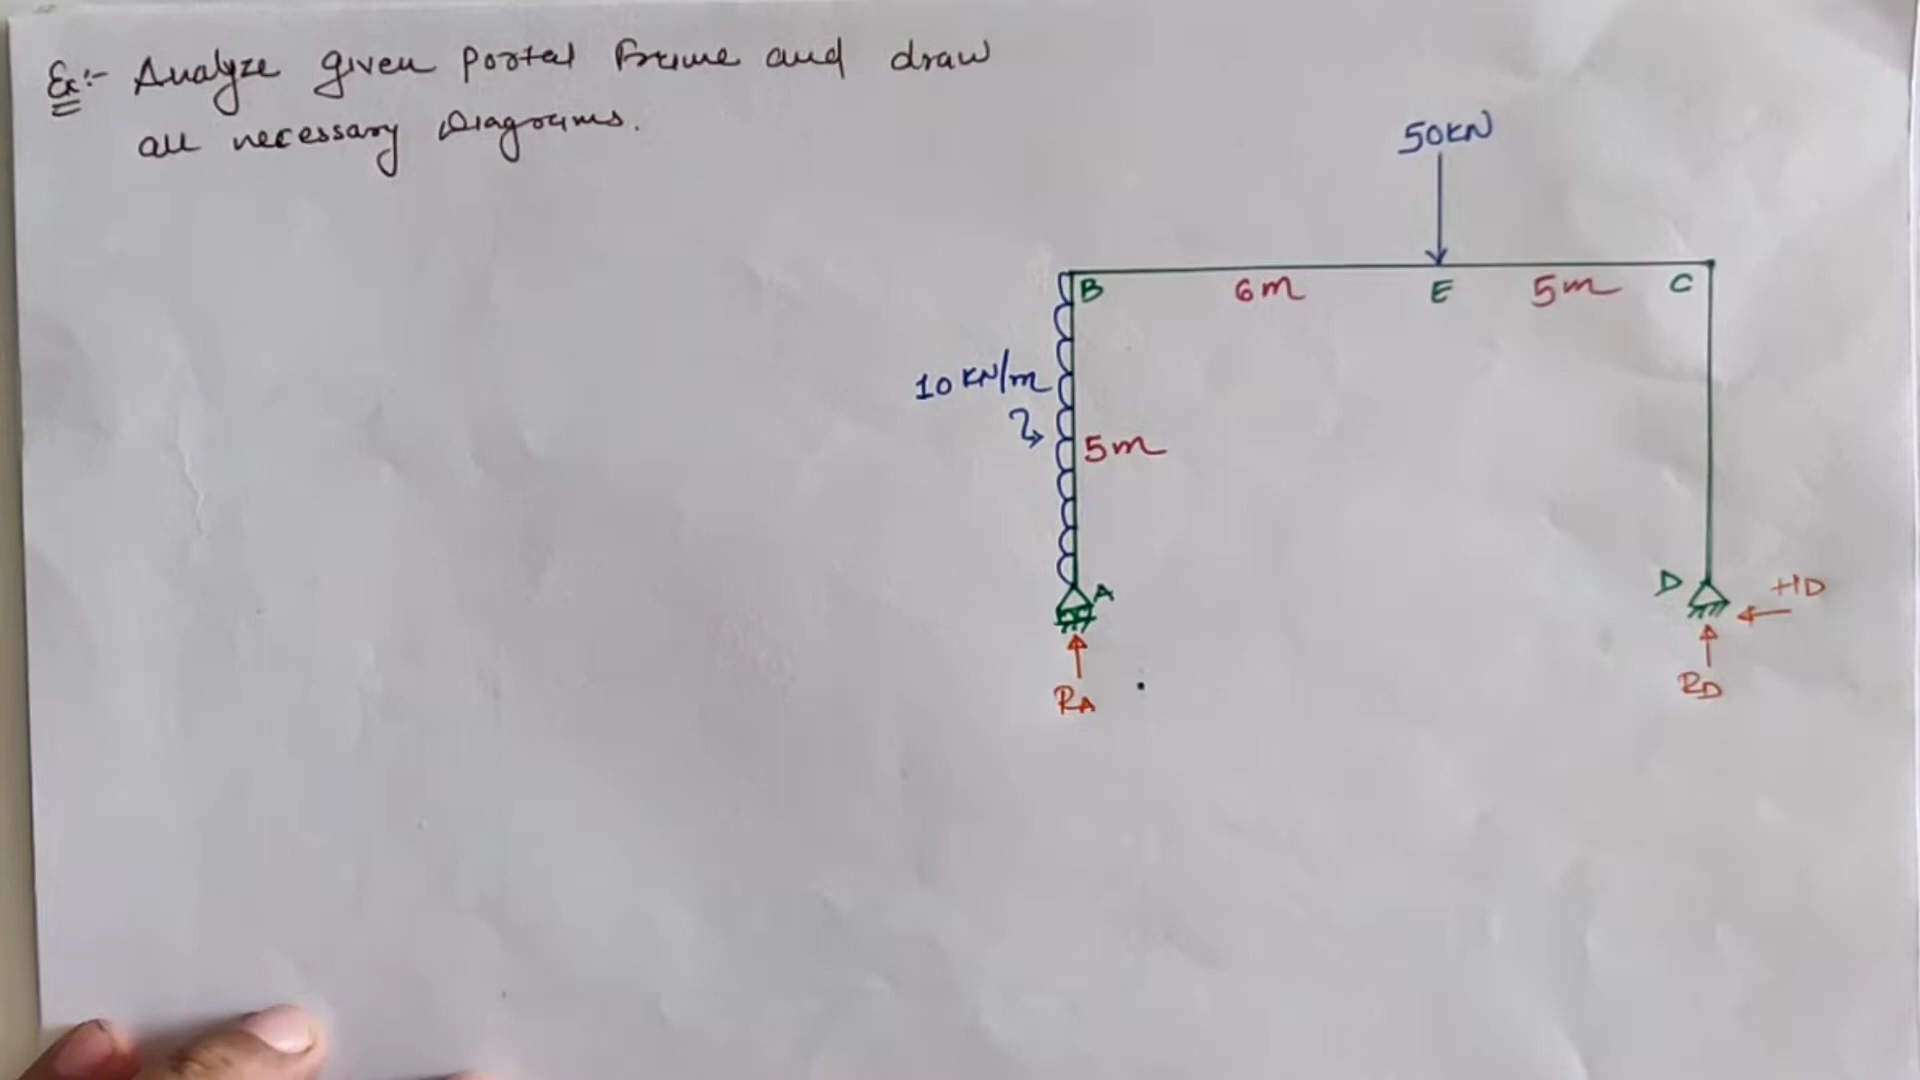 Ex:- Analyze given portal Frame and draw
all necessary Diagrams.
50KN
B 6m E 5m C
10 KN/m
5m
A
D
HD
RA
RD